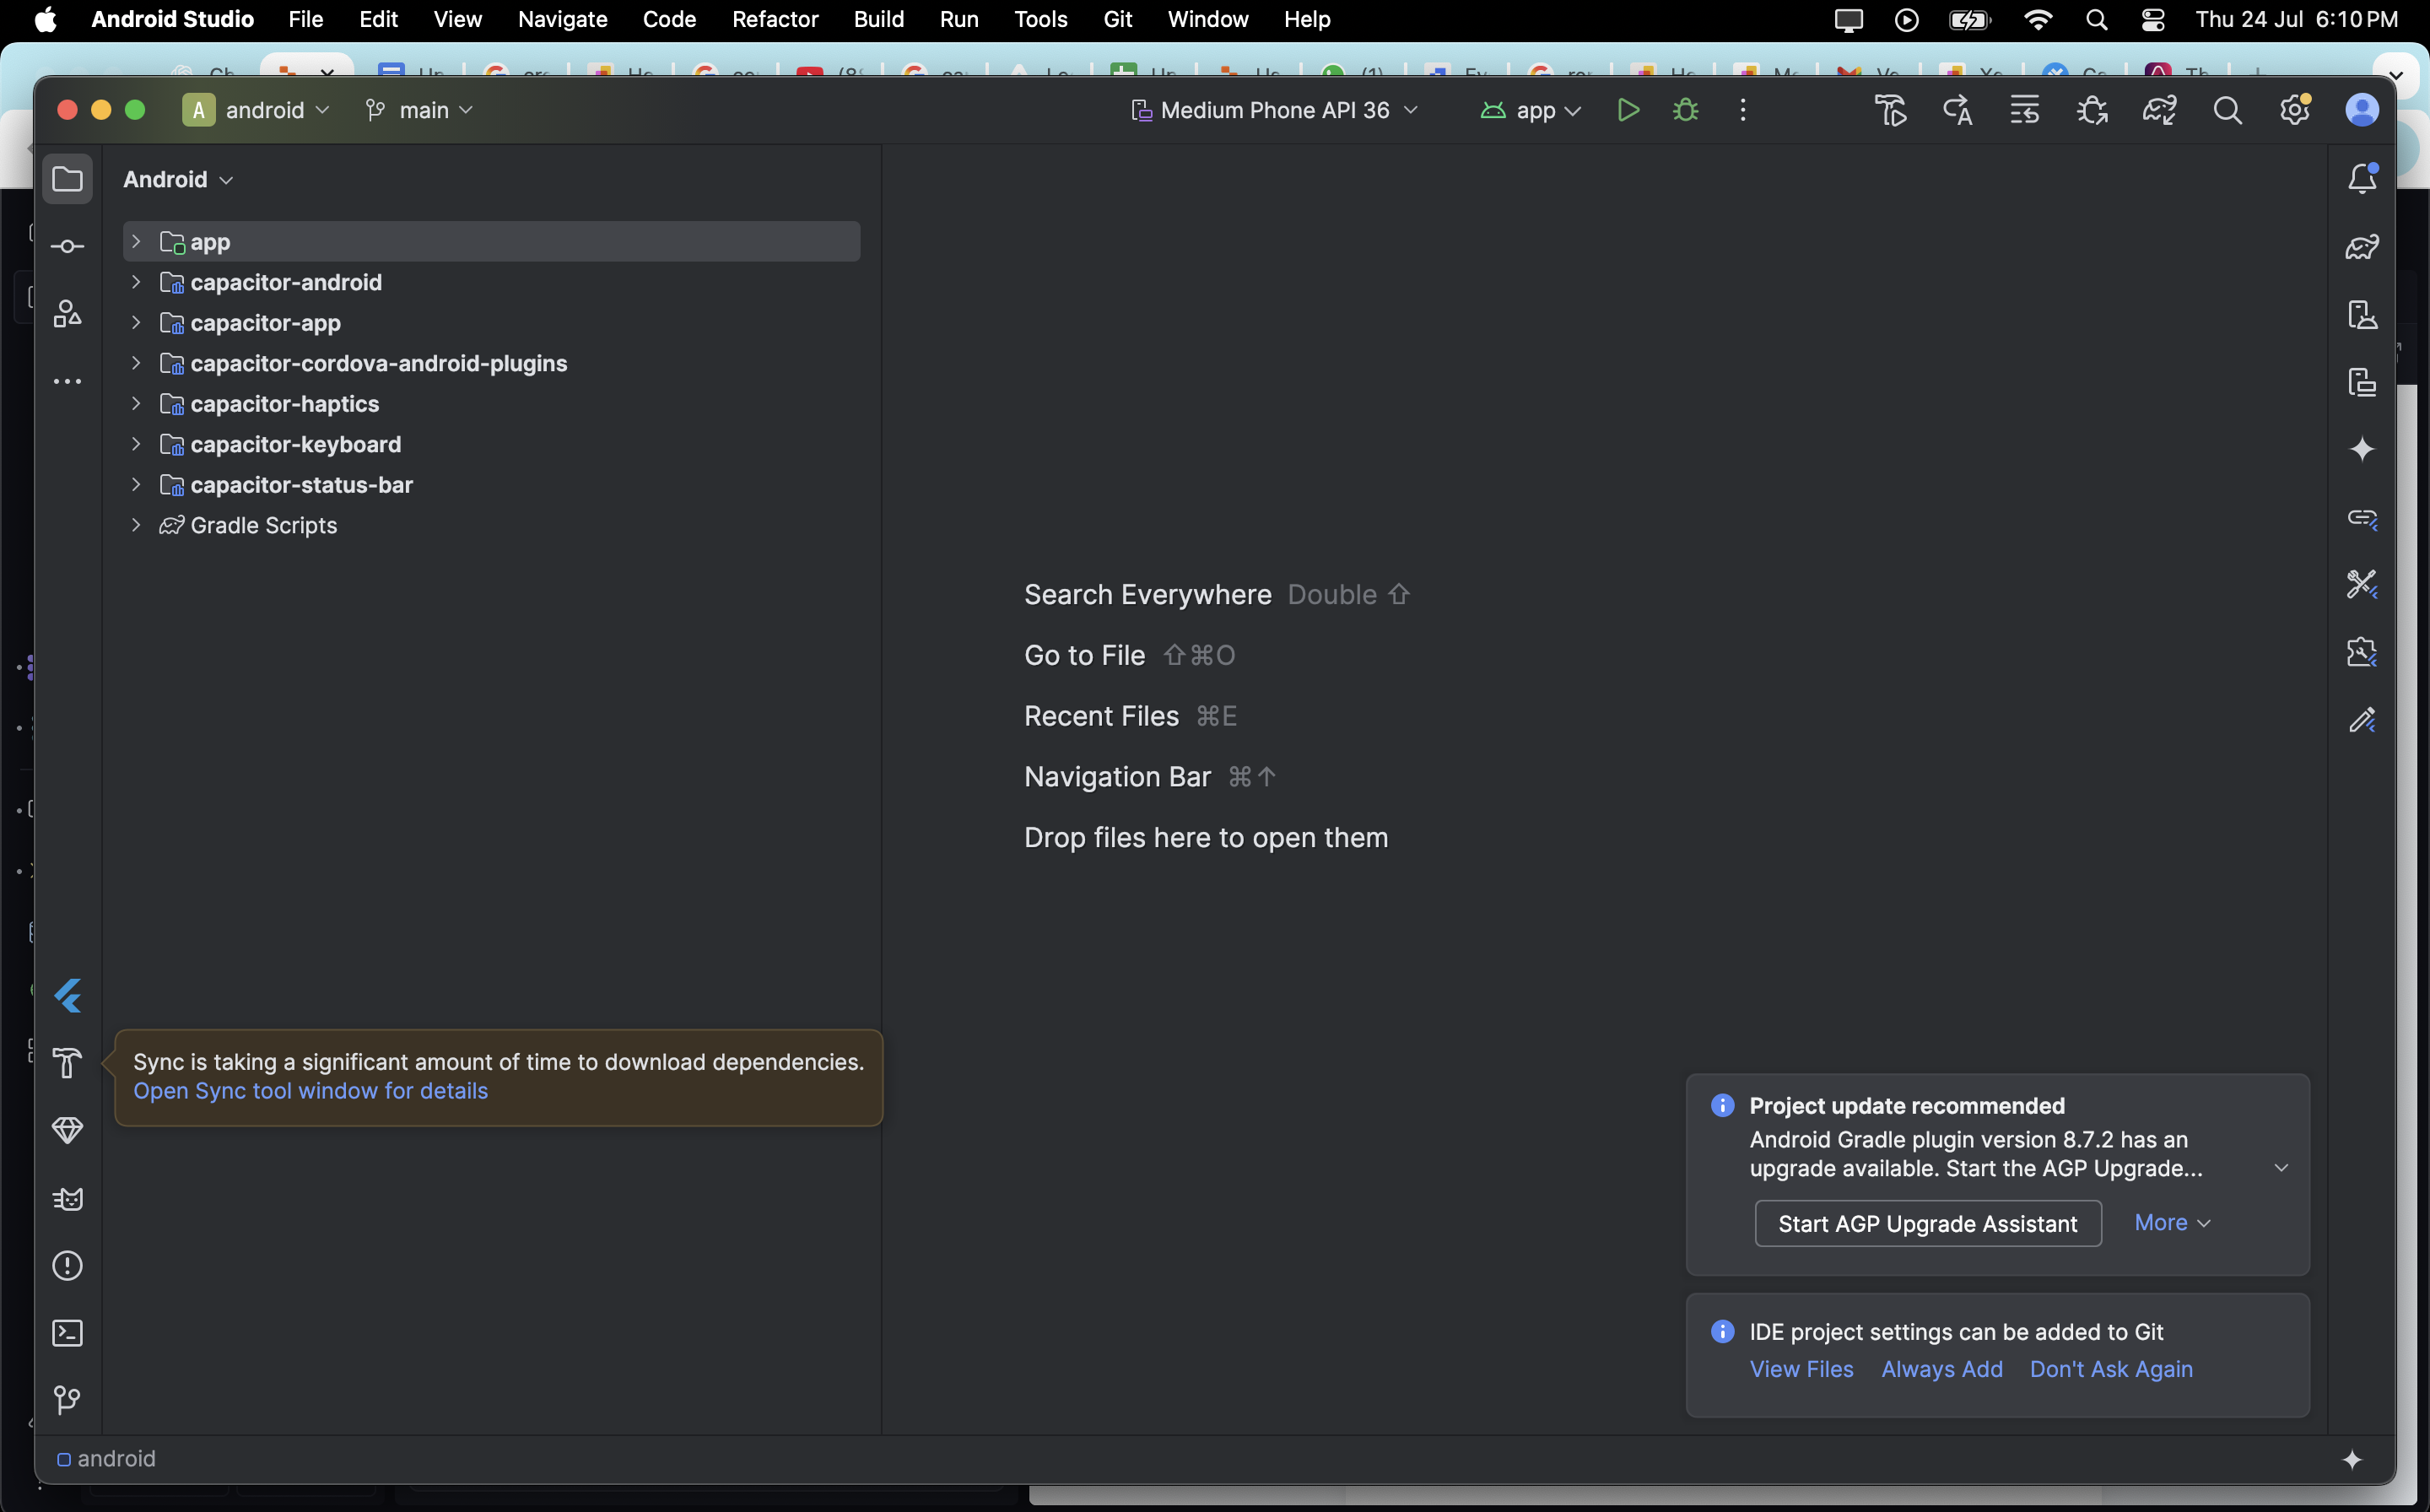 Android Studio File Edit View Navigate Code Refactor Build Run Tools Git Window Help Thu 24 Jul 6:10 PM
A android main Medium Phone API 36 app
Android
app
capacitor-android
capacitor-app
capacitor-cordova-android-plugins
capacitor-haptics
capacitor-keyboard
capacitor-status-bar
Gradle Scripts
Search Everywhere Double ⇧
Go to File ⇧⌘O
Recent Files ⌘E
Navigation Bar ⌘↑
Drop files here to open them
Sync is taking a significant amount of time to download dependencies.
Open Sync tool window for details
Project update recommended
Android Gradle plugin version 8.7.2 has an
upgrade available. Start the AGP Upgrade...
Start AGP Upgrade Assistant More
IDE project settings can be added to Git
View Files Always Add Don't Ask Again
android